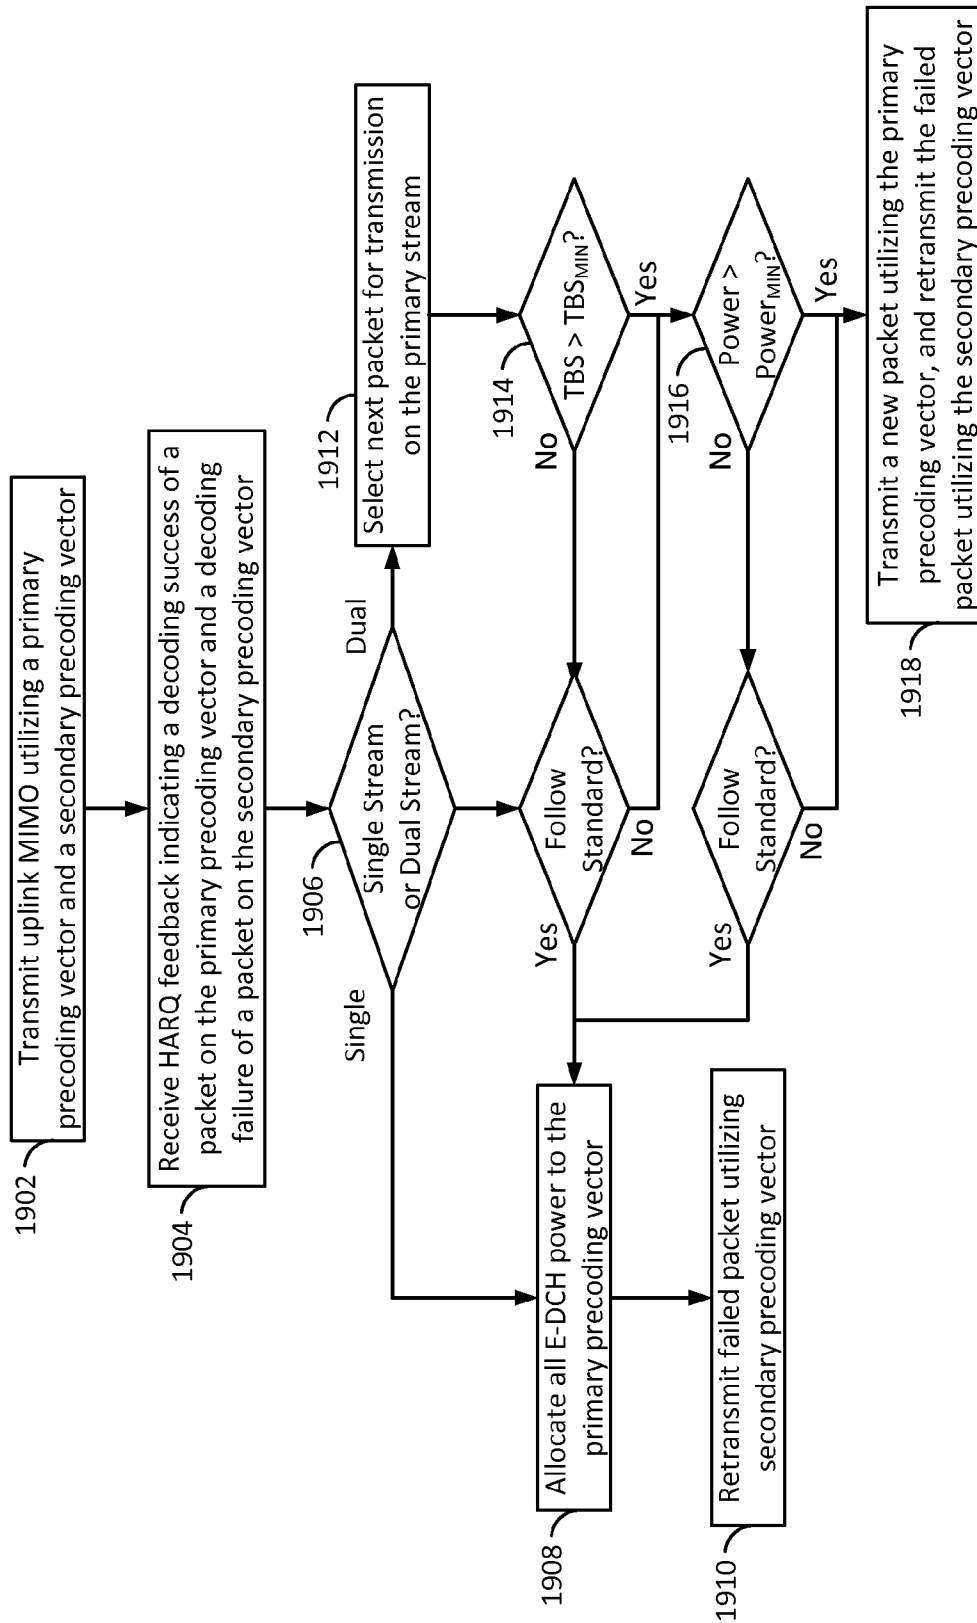 1902
Transmit uplink MIMO utilizing a primary
precoding vector and a secondary precoding vector
1904
Receive HARQ feedback indicating a decoding success of a
packet on the primary precoding vector and a decoding
failure of a packet on the secondary precoding vector
1906
Single Stream
or Dual Stream?
Single
Dual
1912
Select next packet for transmission
on the primary stream
1914
TBS > TBSMIN?
No
Yes
Follow
Standard?
Yes
No
1916
Power >
PowerMIN?
No
Yes
Follow
Standard?
Yes
No
1908
Allocate all E-DCH power to the
primary precoding vector
1910
Retransmit failed packet utilizing
secondary precoding vector
1918
Transmit a new packet utilizing the primary
precoding vector, and retransmit the failed
packet utilizing the secondary precoding vector